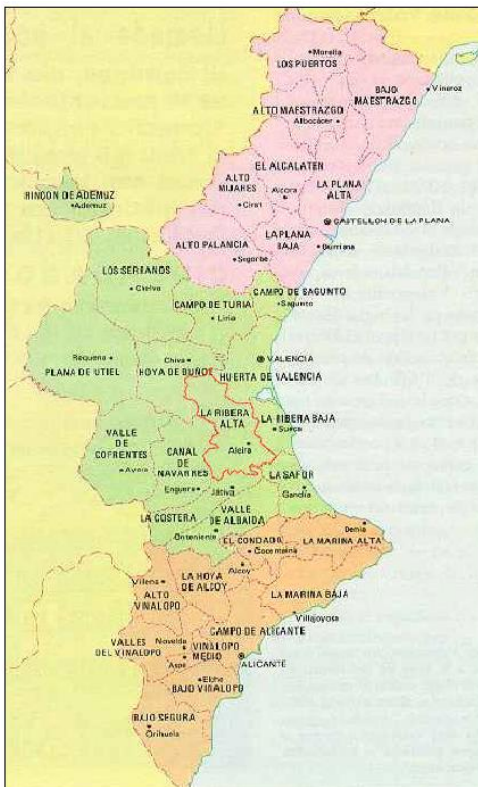 Morella
LOS PUERTOS
BAJO
MAESTRAZGO
Vinaroz
ALTO MAESTRAZGO
Albocácer
EL ALCALATEN
ALTO
MIJARES
Alcora
LA PLANA
ALTA
RINCON DE ADEMUZ
Ademuz
Cirat
CASTELLON DE LA PLANA
LA PLANA
BAJA
ALTO PALANCIA
Burriana
Segorbe
LOS SERRANOS
Chelva
CAMPO DE SAGUNTO
CAMPO DE TURIA
Sagunto
Liria
Requena
Chiva
VALENCIA
PLANA DE UTIEL
HOYA DE BUÑOL
HUERTA DE VALENCIA
LA RIBERA
ALTA
LA RIBERA BAJA
Sueca
VALLE
DE
COFRENTES
Alcira
CANAL
DE
NAVARRES
Ayora
LA SAFOR
Enguera
Játiva
Gandía
LA COSTERA
VALLE
DE ALBAIDA
Onteniente
EL CONDADO
Denia
LA MARINA ALTA
Cocentaina
Alcoy
Villena
LA HOYA
DE ALCOY
ALTO
VINALOPO
LA MARINA BAJA
Villajoyosa
CAMPO DE ALICANTE
VALLES
DEL VINALOPO
Novelda
VINALOPO
MEDIO
Aspe
ALICANTE
Elche
BAJO VINALOPO
BAJO SEGURA
Orihuela